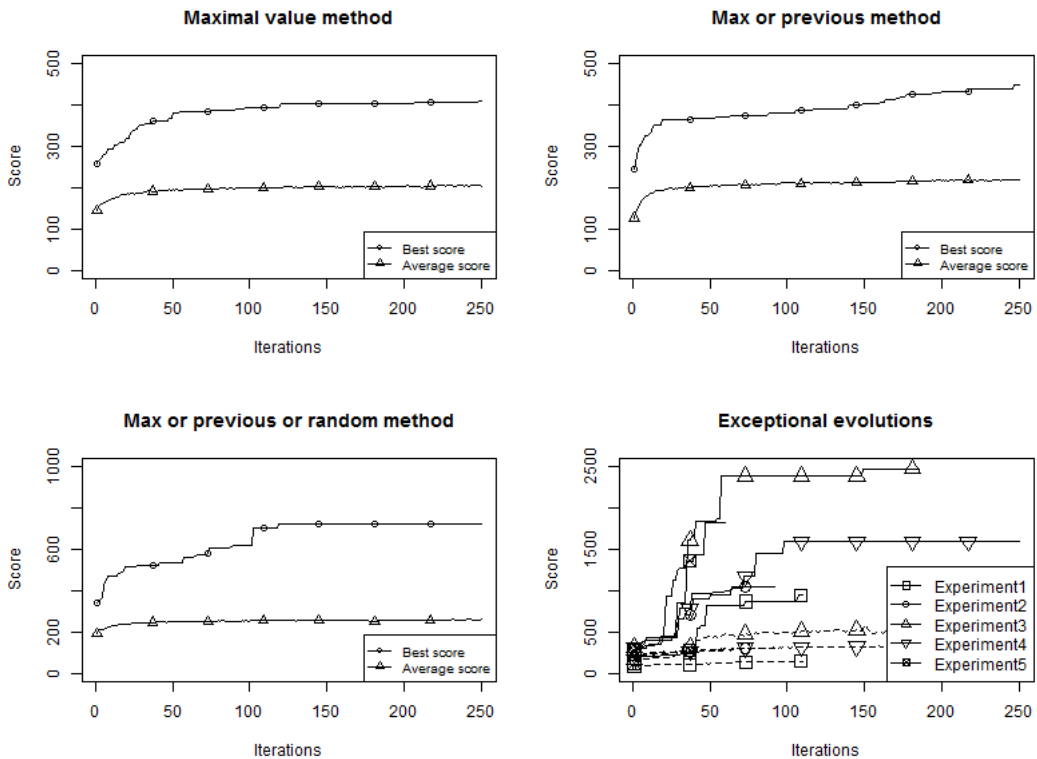 Maximal value method
Score
0
100
300
500
0
50
100
150
200
250
Iterations
Best score
Average score
Max or previous method
Score
0
100
300
500
0
50
100
150
200
250
Iterations
Best score
Average score
Max or previous or random method
Score
0
200
600
1000
0
50
100
150
200
250
Iterations
Best score
Average score
Exceptional evolutions
Score
0
500
1500
2500
0
50
100
150
200
250
Iterations
Experiment1
Experiment2
Experiment3
Experiment4
Experiment5